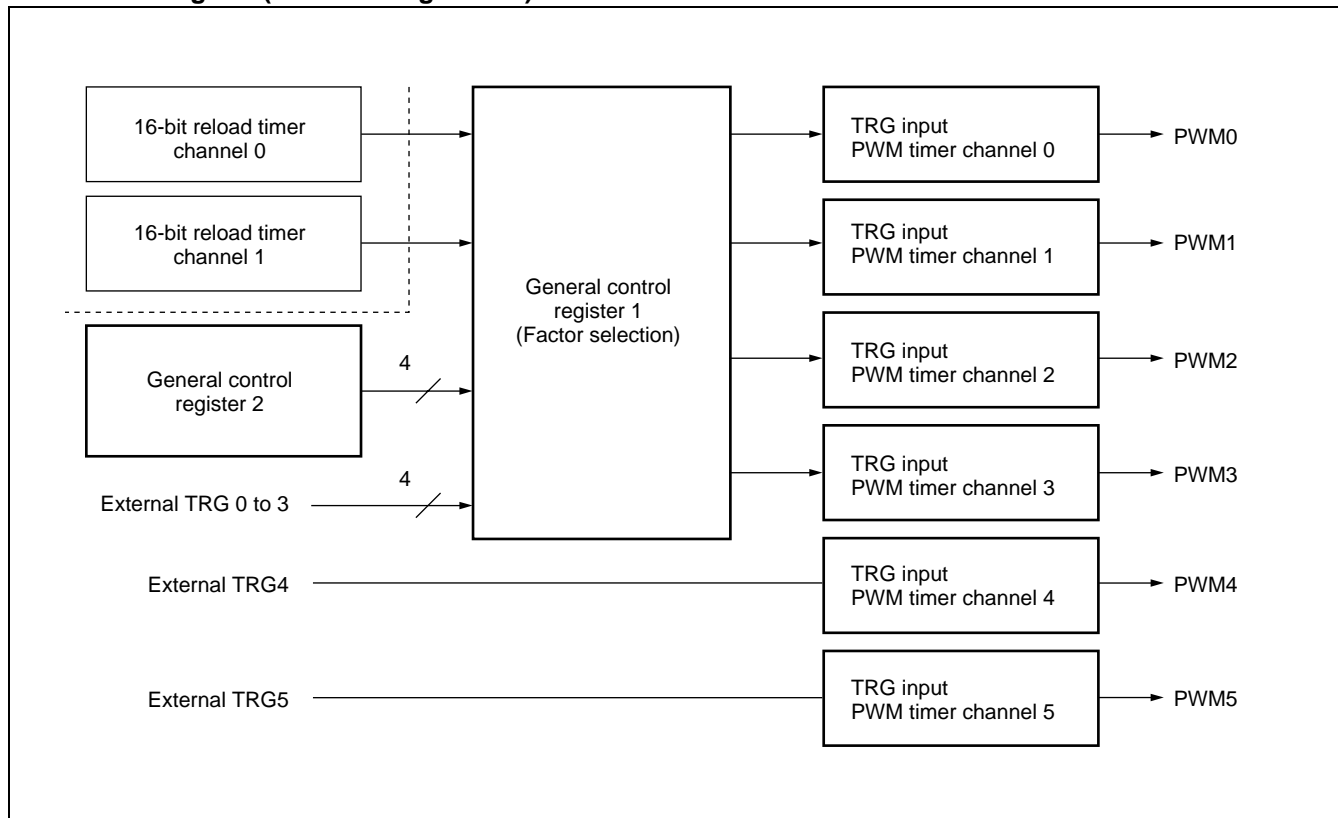 16-bit reload timer
channel 0
16-bit reload timer
channel 1
General control
register 2
4
External TRG 0 to 3
4
External TRG4
External TRG5
General control
register 1
(Factor selection)
TRG input
PWM timer channel 0
PWM0
TRG input
PWM timer channel 1
PWM1
TRG input
PWM timer channel 2
PWM2
TRG input
PWM timer channel 3
PWM3
TRG input
PWM timer channel 4
PWM4
TRG input
PWM timer channel 5
PWM5